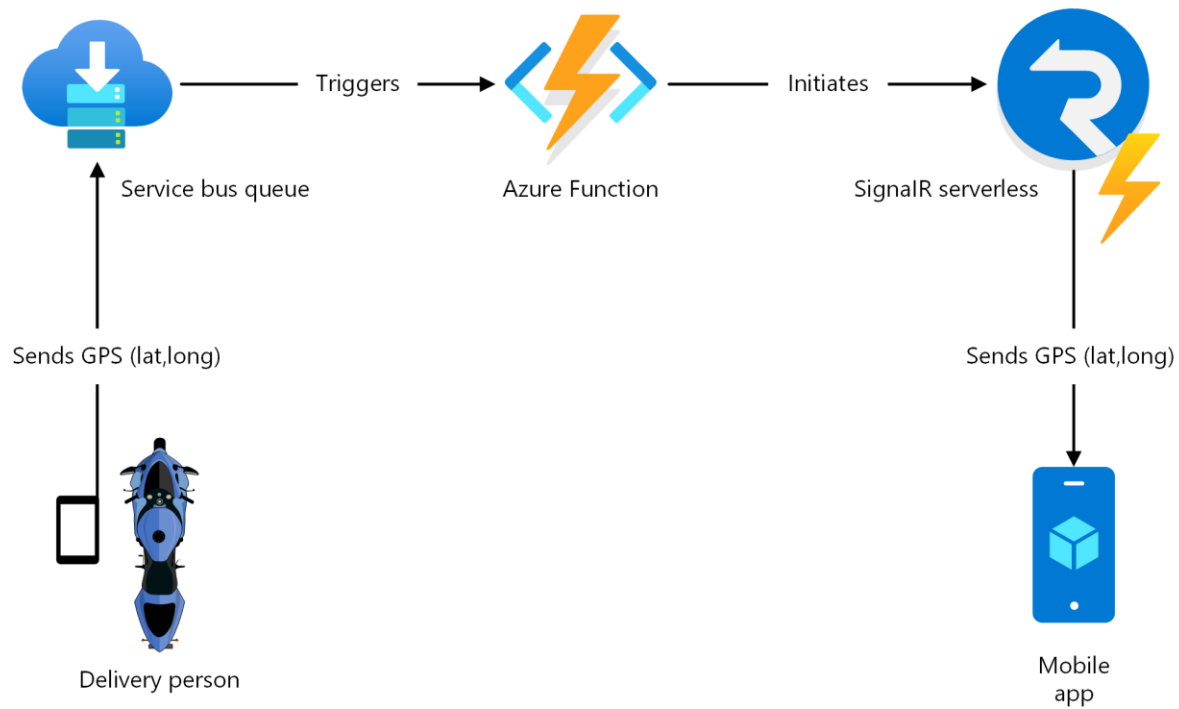 Triggers
Initiates
Service bus queue
Azure Function
SignalR serverless
Sends GPS (lat,long)
Sends GPS (lat,long)
Delivery person
Mobile
app